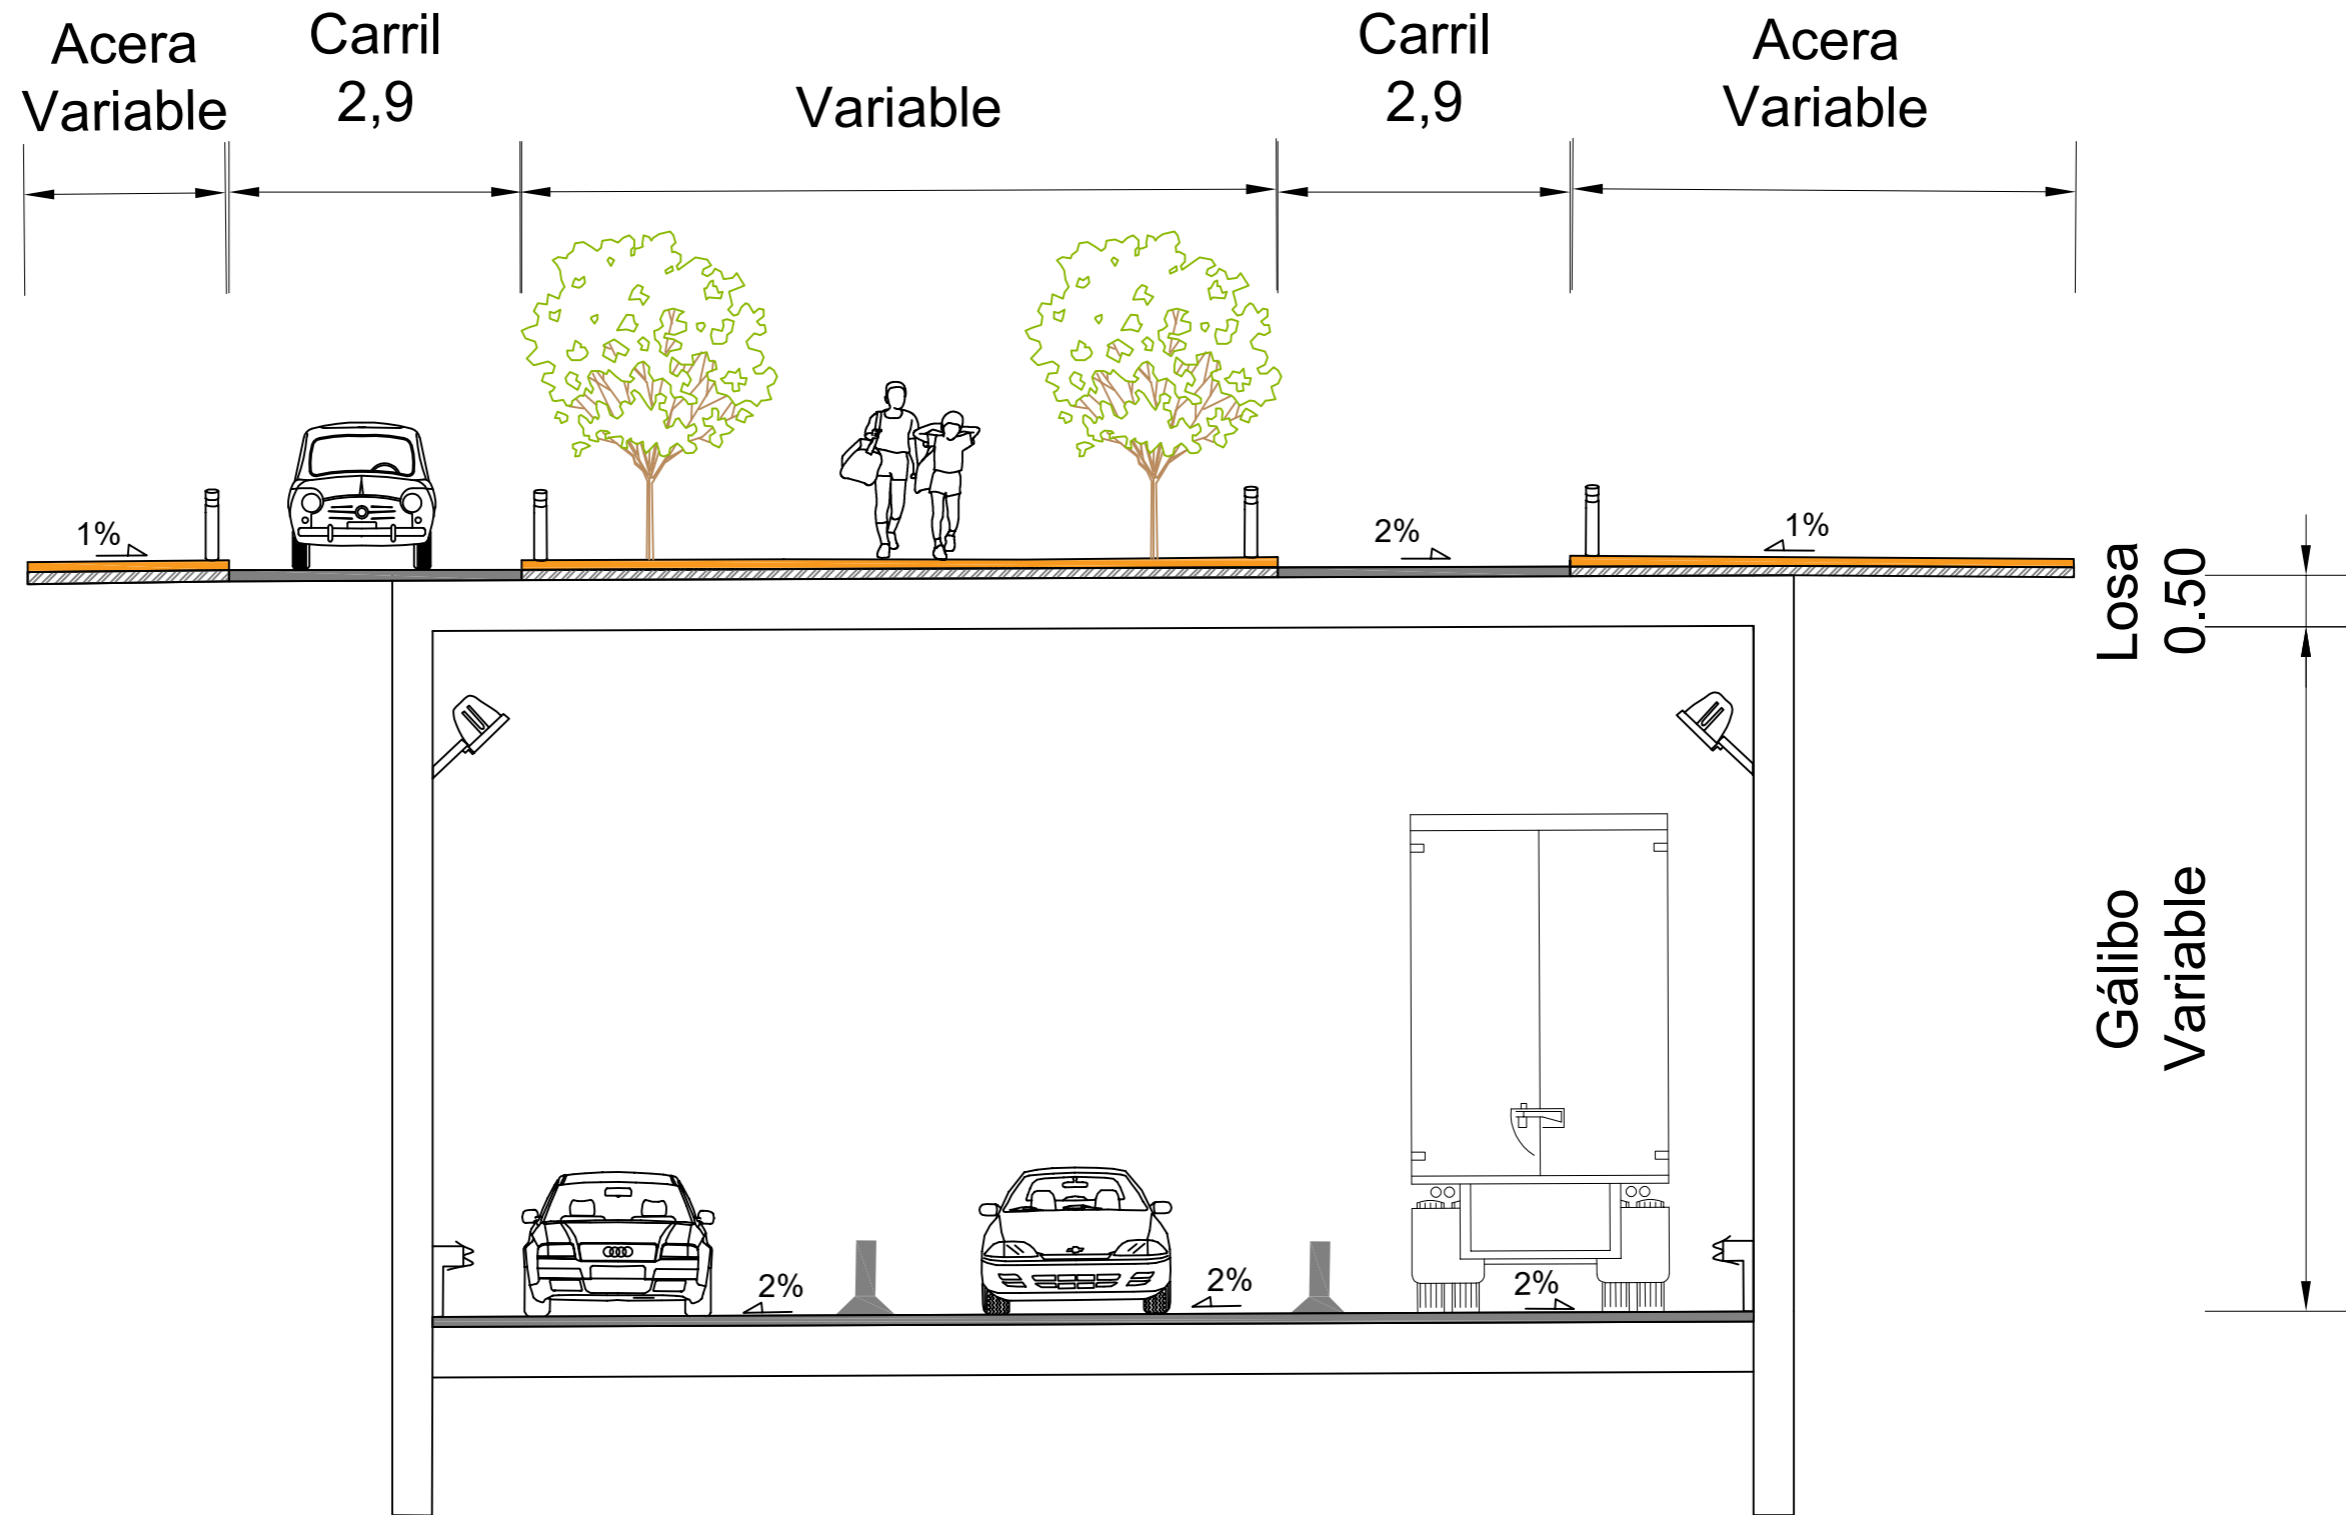 Acera
Variable
Carril
2,9
Variable
Carril
2,9
Acera
Variable
1%
2%
1%
Losa
0.50
Gálibo
Variable
2%
2%
2%